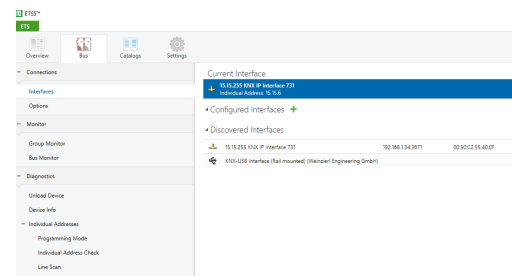 ETS5™
ETS
Overview
Bus
Catalogs
Settings
Connections
Interfaces
Options
Monitor
Group Monitor
Bus Monitor
Diagnostics
Unload Device
Device Info
Individual Addresses
Programming Mode
Individual Address Check
Line Scan
Current Interface
15.15.255 KNX IP Interface 731
Individual Address: 15.15.6
Configured Interfaces
Discovered Interfaces
15.15.255 KNX IP Interface 731 192.168.1.34:3671 00:50:C2:55:40:0F
KNX-USB Interface (Rail mounted) (Weinzierl Engineering GmbH)